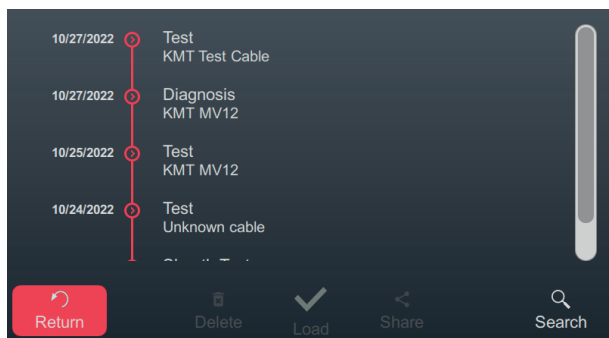 10/27/2022 Test
KMT Test Cable
10/27/2022 Diagnosis
KMT MV12
10/25/2022 Test
KMT MV12
10/24/2022 Test
Unknown cable
Return Delete Load Share Search